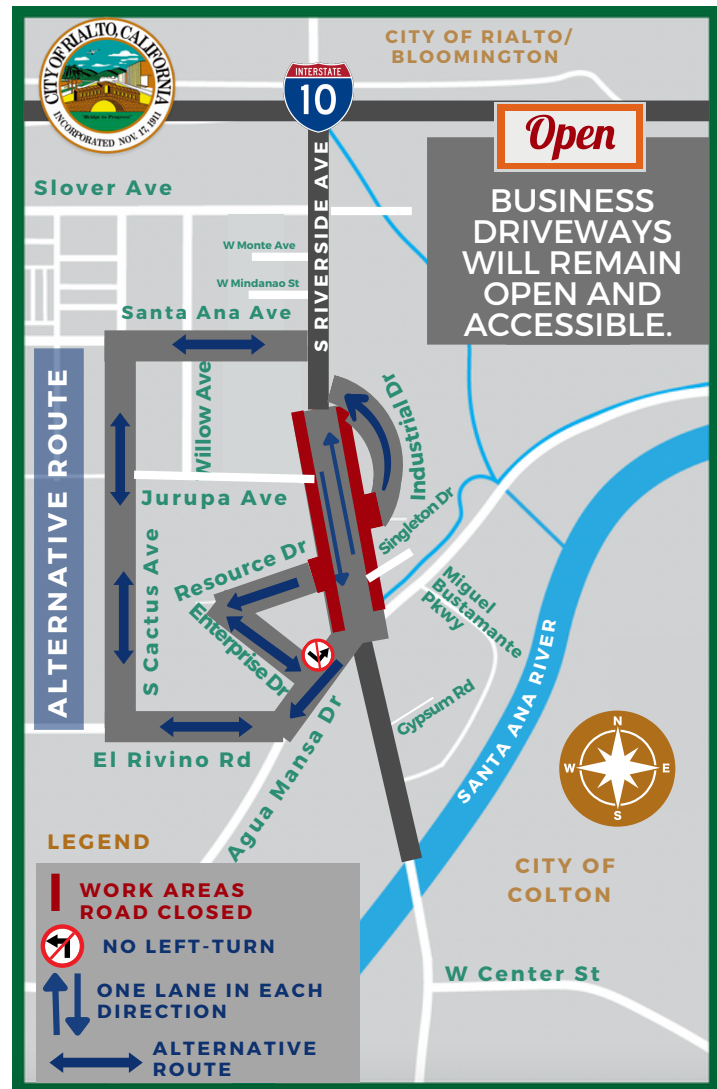 CITY OF RIALTO, CALIFORNIA
"Bridge to Progress"
INCORPORATED NOV. 17, 1911
CITY OF RIALTO/
BLOOMINGTON
INTERSTATE
10
Open
BUSINESS
DRIVEWAYS
WILL REMAIN
OPEN AND
ACCESSIBLE.
Slover Ave
S RIVERSIDE AVE
W Monte Ave
W Mindanao St
Santa Ana Ave
ALTERNATIVE ROUTE
Willow Ave
Industrial Dr
Jurupa Ave
Singleton Dr
S Cactus Ave
Resource Dr
Enterprise Dr
Miguel
Bustamante
Pkwy
SANTA ANA RIVER
Gypsum Rd
El Rivino Rd
Agua Mansa Dr
N
W
E
S
CITY OF
COLTON
W Center St
LEGEND
WORK AREAS
ROAD CLOSED
NO LEFT-TURN
ONE LANE IN EACH
DIRECTION
ALTERNATIVE
ROUTE